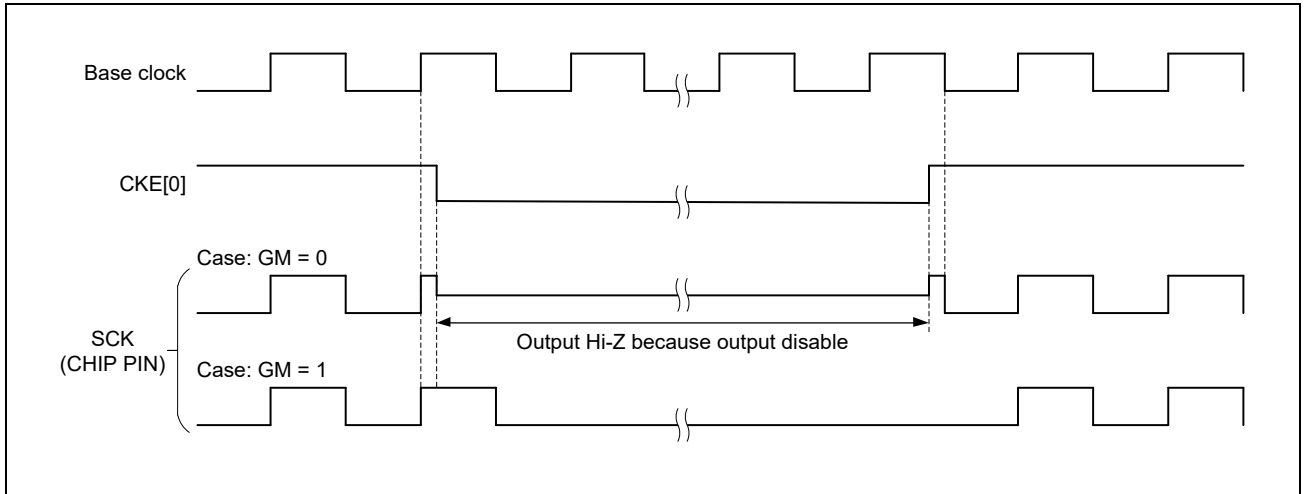 Base clock
CKE[0]
Case: GM = 0
Output Hi-Z because output disable
SCK
(CHIP PIN)
Case: GM = 1